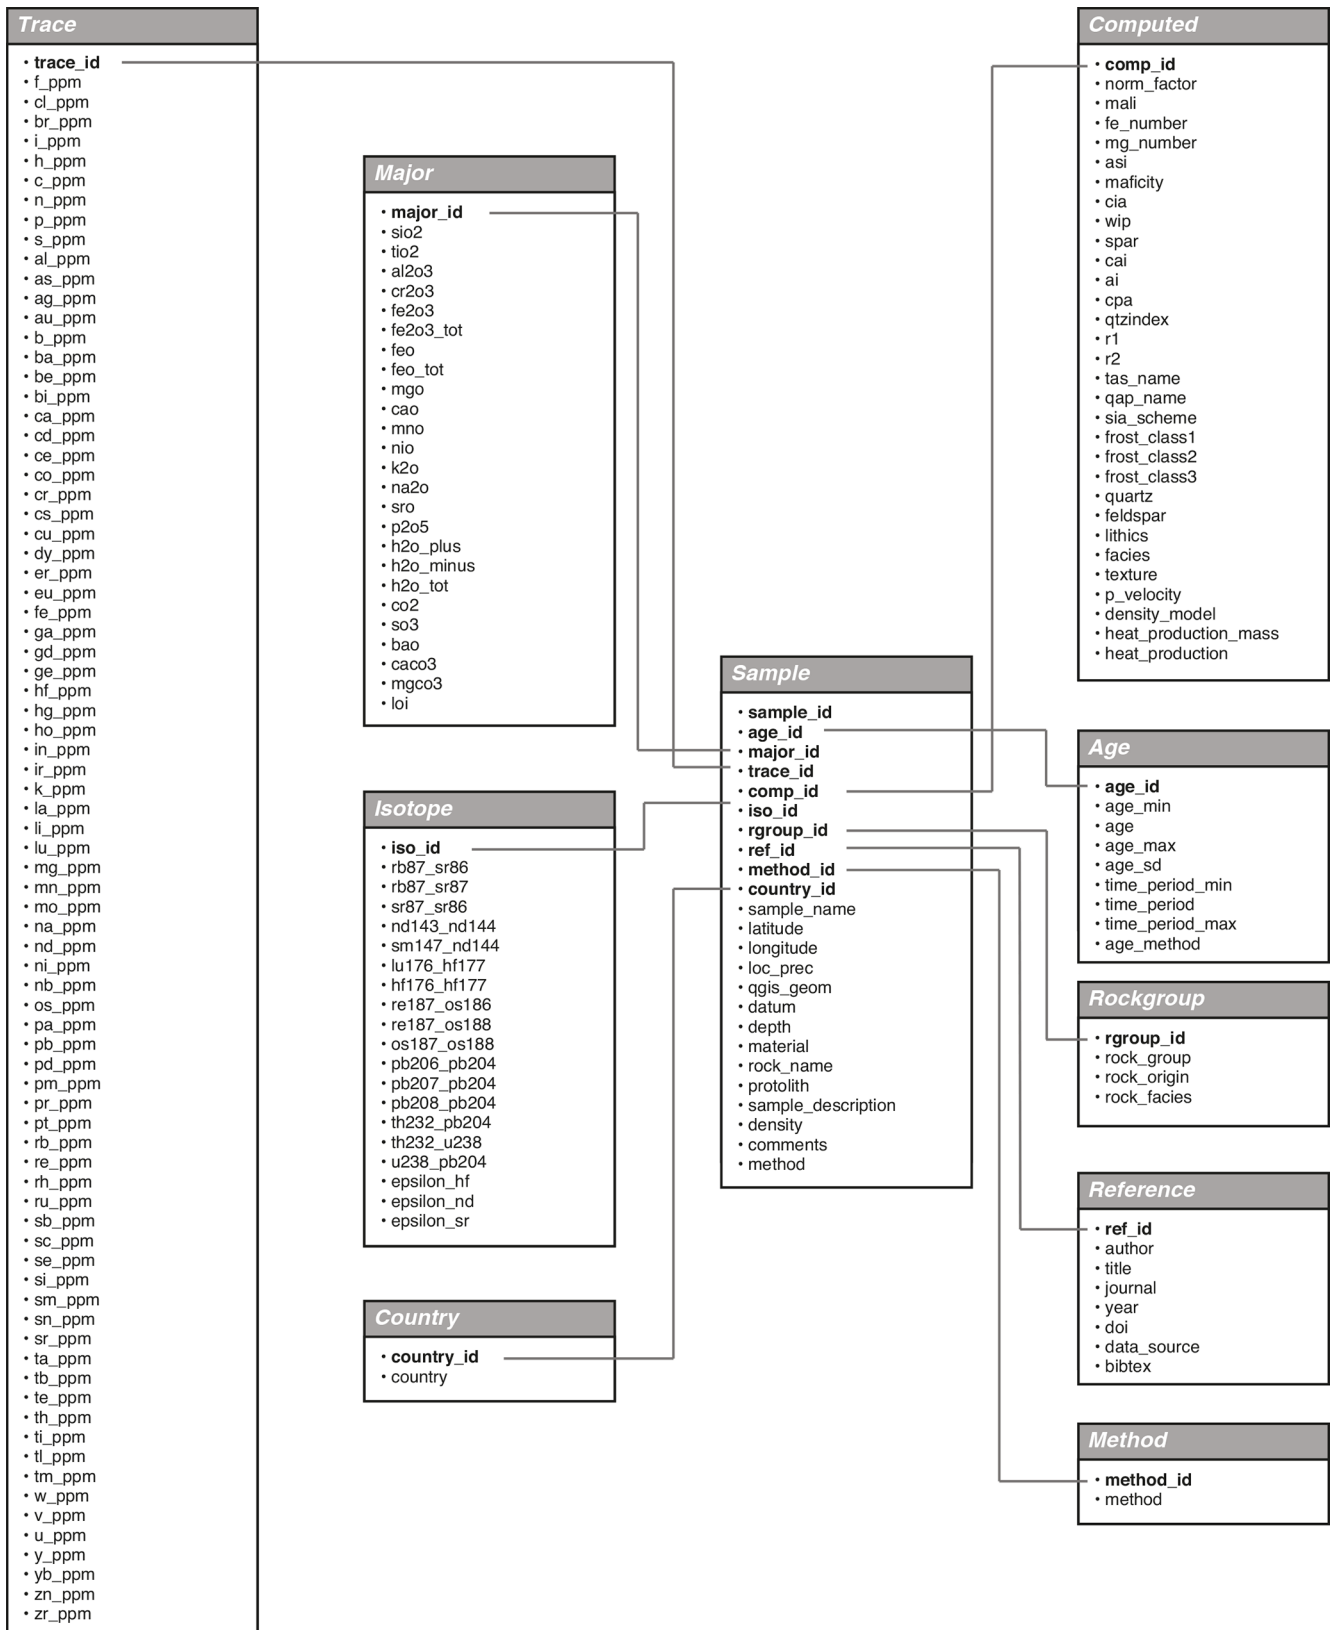 Trace
• trace_id
• f_ppm
• cl_ppm
• br_ppm
• i_ppm
• h_ppm
• c_ppm
• n_ppm
• p_ppm
• s_ppm
• al_ppm
• as_ppm
• ag_ppm
• au_ppm
• b_ppm
• ba_ppm
• be_ppm
• bi_ppm
• ca_ppm
• cd_ppm
• ce_ppm
• co_ppm
• cr_ppm
• cs_ppm
• cu_ppm
• dy_ppm
• er_ppm
• eu_ppm
• fe_ppm
• ga_ppm
• gd_ppm
• ge_ppm
• hf_ppm
• hg_ppm
• ho_ppm
• in_ppm
• ir_ppm
• k_ppm
• la_ppm
• li_ppm
• lu_ppm
• mg_ppm
• mn_ppm
• mo_ppm
• na_ppm
• nd_ppm
• ni_ppm
• nb_ppm
• os_ppm
• pa_ppm
• pb_ppm
• pd_ppm
• pm_ppm
• pr_ppm
• pt_ppm
• rb_ppm
• re_ppm
• rh_ppm
• ru_ppm
• sb_ppm
• sc_ppm
• se_ppm
• si_ppm
• sm_ppm
• sn_ppm
• sr_ppm
• ta_ppm
• tb_ppm
• te_ppm
• th_ppm
• ti_ppm
• tl_ppm
• tm_ppm
• w_ppm
• v_ppm
• u_ppm
• y_ppm
• yb_ppm
• zn_ppm
• zr_ppm
Major
• major_id
• sio2
• tio2
• al2o3
• cr2o3
• fe2o3
• fe2o3_tot
• feo
• feo_tot
• mgo
• cao
• mno
• nio
• k2o
• na2o
• sro
• p2o5
• h2o_plus
• h2o_minus
• h2o_tot
• co2
• so3
• bao
• caco3
• mgco3
• loi
Isotope
• iso_id
• rb87_sr86
• rb87_sr87
• sr87_sr86
• nd143_nd144
• sm147_nd144
• lu176_hf177
• hf176_hf177
• re187_os186
• re187_os188
• os187_os188
• pb206_pb204
• pb207_pb204
• pb208_pb204
• th232_pb204
• th232_u238
• u238_pb204
• epsilon_hf
• epsilon_nd
• epsilon_sr
Country
• country_id
• country
Sample
• sample_id
• age_id
• major_id
• trace_id
• comp_id
• iso_id
• rgroup_id
• ref_id
• method_id
• country_id
• sample_name
• latitude
• longitude
• loc_prec
• qgis_geom
• datum
• depth
• material
• rock_name
• protolith
• sample_description
• density
• comments
• method
Computed
• comp_id
• norm_factor
• mali
• fe_number
• mg_number
• asi
• maficity
• cia
• wip
• spar
• cai
• ai
• cpa
• qtzindex
• r1
• r2
• tas_name
• qap_name
• sia_scheme
• frost_class1
• frost_class2
• frost_class3
• quartz
• feldspar
• lithics
• facies
• texture
• p_velocity
• density_model
• heat_production_mass
• heat_production
Age
• age_id
• age_min
• age
• age_max
• age_sd
• time_period_min
• time_period
• time_period_max
• age_method
Rockgroup
• rgroup_id
• rock_group
• rock_origin
• rock_facies
Reference
• ref_id
• author
• title
• journal
• year
• doi
• data_source
• bibtex
Method
• method_id
• method